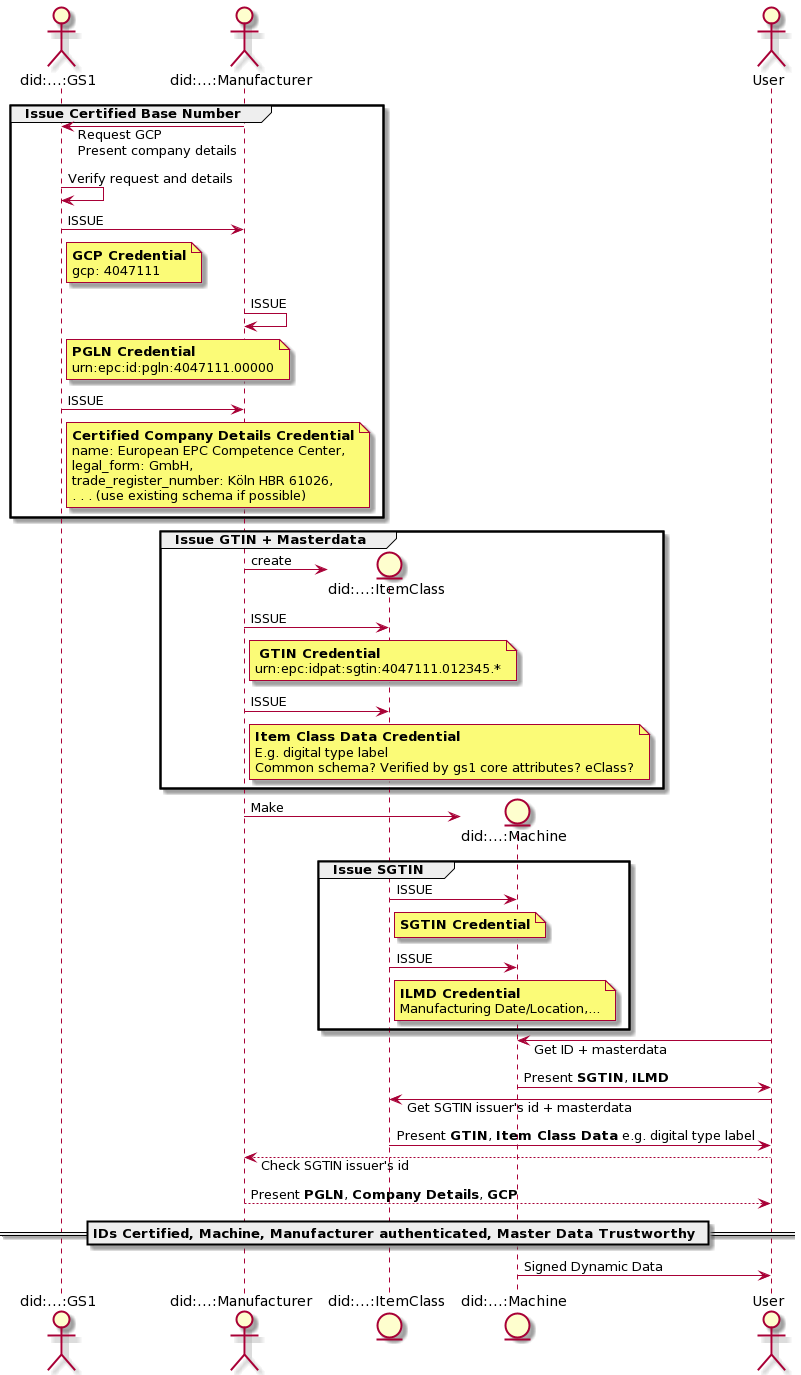 did:...:GS1
did:...:Manufacturer
User
Issue Certified Base Number
Request GCP
Present company details
Verify request and details
ISSUE
GCP Credential
gcp: 4047111
ISSUE
PGLN Credential
urn:epc:id:pgln:4047111.00000
ISSUE
Certified Company Details Credential
name: European EPC Competence Center,
legal_form: GmbH,
trade_register_number: Köln HBR 61026,
. . . (use existing schema if possible)
Issue GTIN + Masterdata
create
did:...:ItemClass
ISSUE
GTIN Credential
urn:epc:idpat:sgtin:4047111.012345.*
ISSUE
Item Class Data Credential
E.g. digital type label
Common schema? Verified by gs1 core attributes? eClass?
Make
did:...:Machine
Issue SGTIN
ISSUE
SGTIN Credential
ISSUE
ILMD Credential
Manufacturing Date/Location,...
Get ID + masterdata
Present SGTIN, ILMD
Get SGTIN issuer's id + masterdata
Present GTIN, Item Class Data e.g. digital type label
Check SGTIN issuer's id
Present PGLN, Company Details, GCP
IDs Certified, Machine, Manufacturer authenticated, Master Data Trustworthy
Signed Dynamic Data
did:...:GS1
did:...:Manufacturer
did:...:ItemClass
did:...:Machine
User